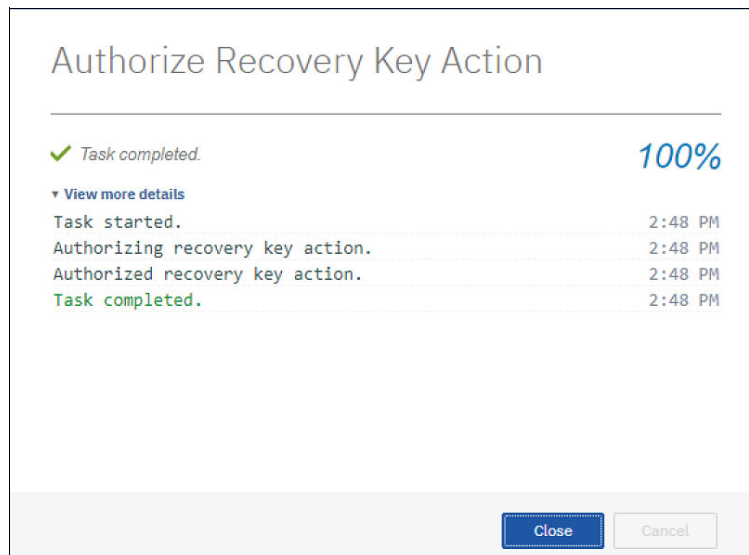 Authorize Recovery Key Action
Task completed. 100%
View more details
Task started. 2:48 PM
Authorizing recovery key action. 2:48 PM
Authorized recovery key action. 2:48 PM
Task completed. 2:48 PM
Close Cancel